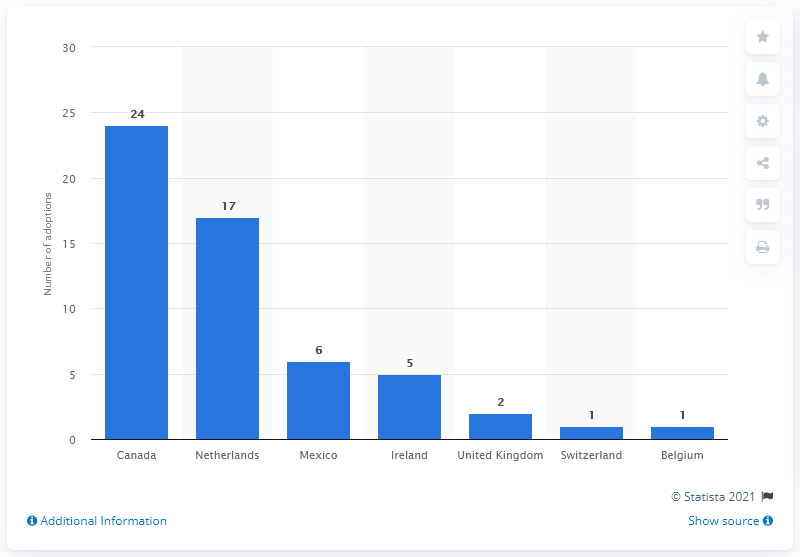 30
25
20
15
10
5
0
Number of adoptions
24
17
6
5
2
1
1
Canada
Netherlands
Mexico
Ireland
United Kingdom
Switzerland
Belgium
© Statista 2021
Additional Information
Show source